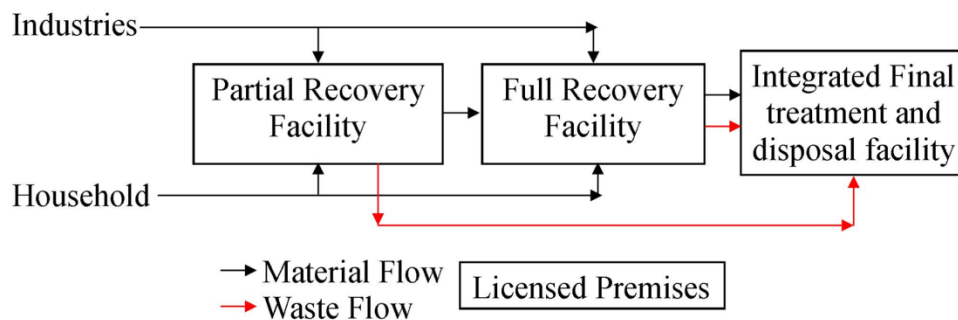 Industries
Partial Recovery
Facility
Full Recovery
Facility
Integrated Final
treatment and
disposal facility
Household
Material Flow
Waste Flow
Licensed Premises